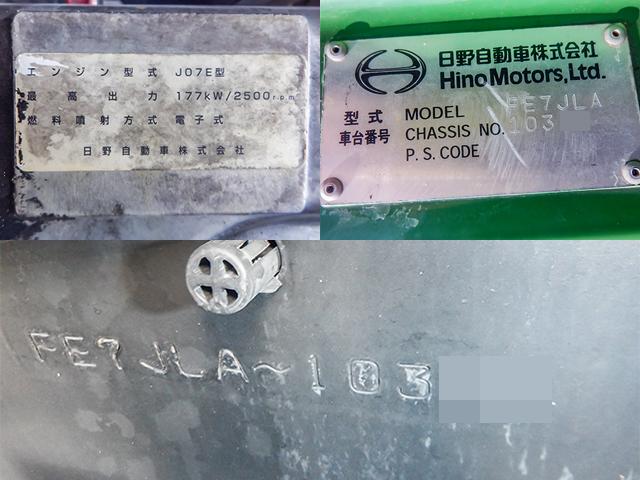 エンジン型式 J07E型
最高出力 177kW/2500r.p.m
燃料噴射方式 電子式
日野自動車株式会社
日野自動車株式会社
Hino Motors, Ltd.
型式 MODEL FE7JLA
車台番号 CHASSIS NO. 103
P.S.CODE
FE7JLA~103